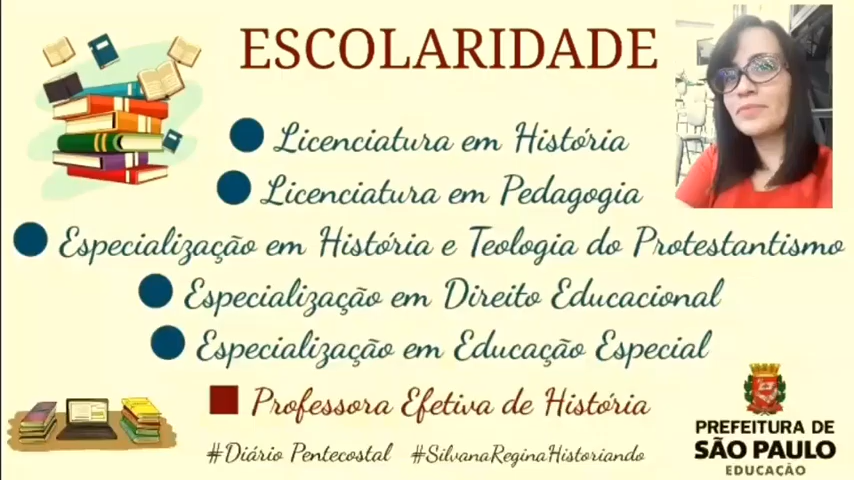 ESCOLARIDADE
Licenciatura em História
Licenciatura em Pedagogia
Especialização em História e Teologia do Protestantismo
Especialização em Direito Educacional
Especialização em Educação Especial
Professora Efetiva de História
#Diário Pentecostal #SilvanaReginaHistoriando
PREFEITURA DE
SÃO PAULO
EDUCAÇÃO